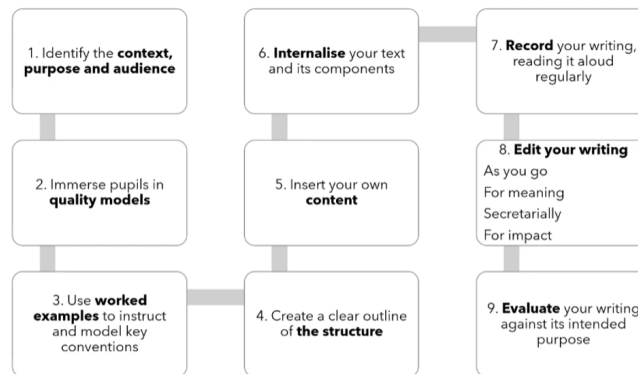 1. Identify the context,
purpose and audience
2. Immerse pupils in
quality models
3. Use worked
examples to instruct
and model key
conventions
4. Create a clear outline
of the structure
5. Insert your own
content
6. Internalise your text
and its components
7. Record your writing,
reading it aloud
regularly
8. Edit your writing
As you go
For meaning
Secretarially
For impact
9. Evaluate your writing
against its intended
purpose